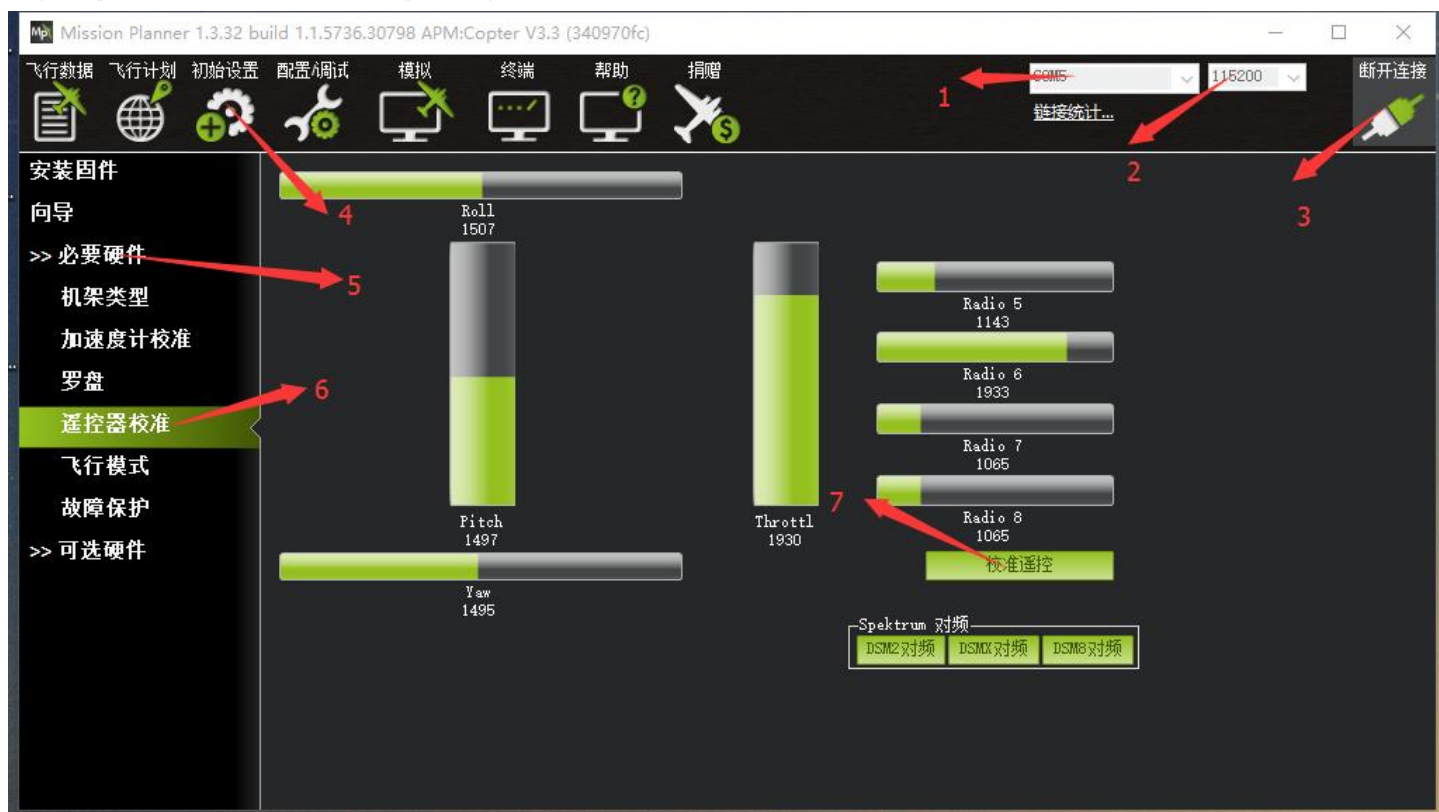 Mission Planner 1.3.32 build 1.1.5736.30798 APM:Copter V3.3 (340970fc)
飞行数据 飞行计划 初始设置 配置/调试 模拟 终端 帮助 捐赠
COM5 115200 断开连接
链接统计...
1
2
3
4
5
6
7
安装固件
向导
>> 必要硬件
机架类型
加速度计校准
罗盘
遥控器校准
飞行模式
故障保护
>> 可选硬件
Roll
1507
Pitch
1497
Throttl
1930
Yaw
1495
Radio 5
1143
Radio 6
1933
Radio 7
1065
Radio 8
1065
校准遥控
Spektrum 对频
DSM2对频 DSMX对频 DSM8对频